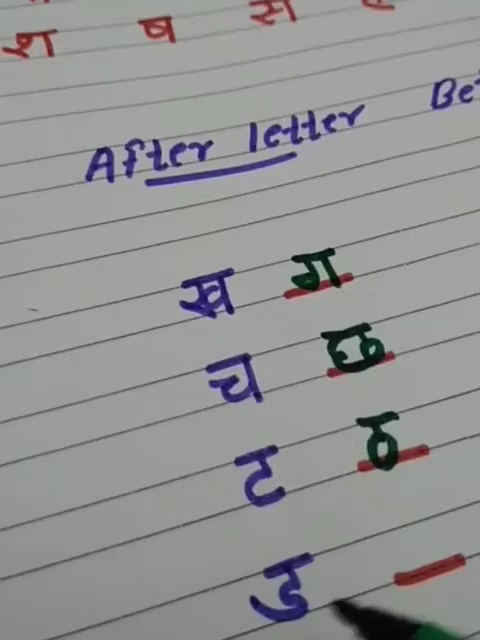 श ष स
After letter
ख ग
च छ
ट ठ
ड